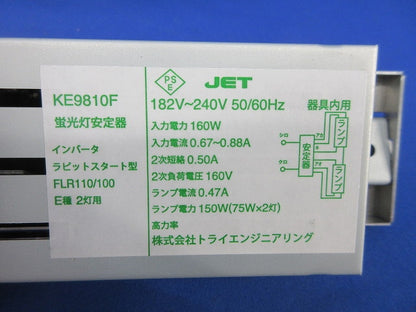 KE9810F
蛍光灯安定器
インバータ
ラピットスタート型
FLR110/100
E種 2灯用
PS
E
JET
182V~240V 50/60Hz
入力電力 160W
入力電流 0.67~0.88A
2次短絡 0.50A
2次負荷電圧 160V
ランプ電流 0.47A
ランプ電力 150W(75W×2灯)
高力率
株式会社トライエンジニアリング
器具内用
シロ
クロ
安定器
アカ
ランプ
ランプ